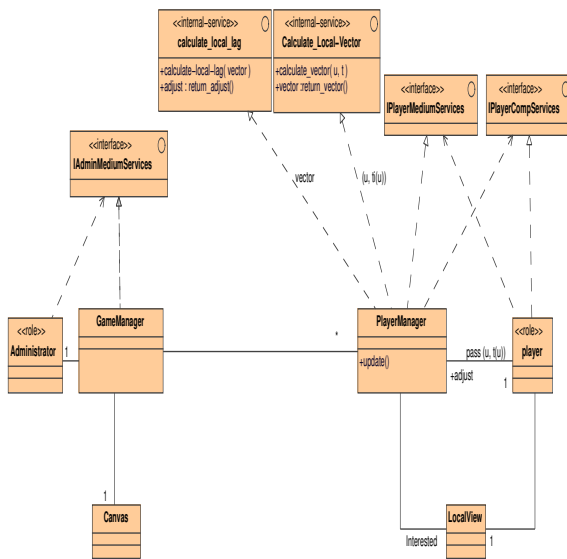 <<internal-service>>
calculate_local_lag
+calculate-local-lag( vector )
+adjust : return_adjust()
<<internal-service>>
Calculate_Local-Vector
+calculate_vector( u, t )
+vector :return_vector()
<<interface>>
IPlayerMediumServices
<<interface>>
IPlayerCompServices
<<interface>>
IAdminMediumServices
vector
(u, ti(u))
<<role>>
Administrator
1
GameManager
*
PlayerManager
+update()
pass (u, t(u))
+adjust
1
<<role>>
player
1
Canvas
Interested
LocalView
1